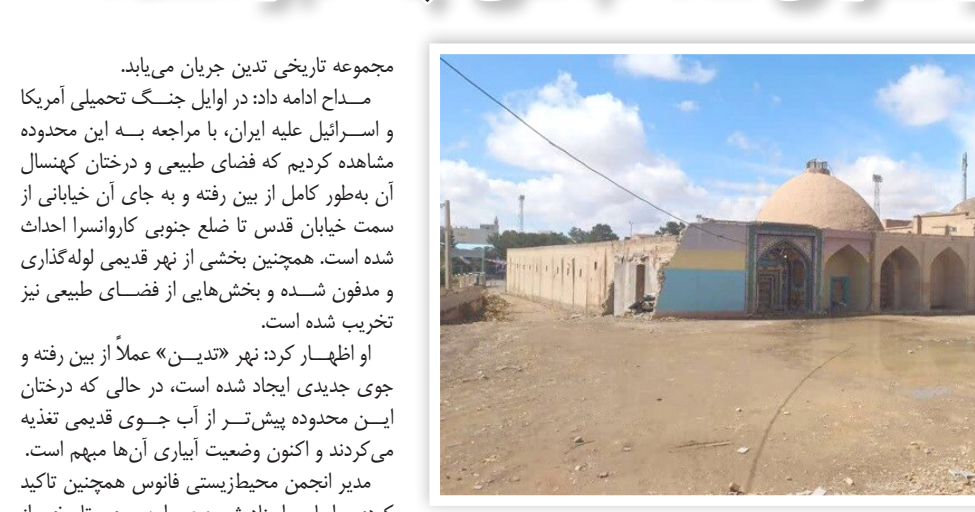 مجموعه تاریخی تدین جریان می‌یابد.
مداح ادامه داد: در اوایل جنگ تحمیلی آمریکا
و اسرائیل علیه ایران، با مراجعه به این محدوده
مشاهده کردیم که فضای طبیعی و درختان کهنسال
آن به‌طور کامل از بین رفته و به جای آن خیابانی از
سمت خیابان قدس تا ضلع جنوبی کاروانسرا احداث
شده است. همچنین بخشی از نهر قدیمی لوله‌گذاری
و مدفون شده و بخش‌هایی از فضای طبیعی نیز
تخریب شده است.
او اظهار کرد: نهر «تدین» عملاً از بین رفته و
جوی جدیدی ایجاد شده است، در حالی که درختان
این محدوده پیش‌تر از آب جوی قدیمی تغذیه
می‌کردند و اکنون وضعیت آبیاری آن‌ها مبهم است.
مدیر انجمن محیط‌زیستی فانوس همچنین تاکید